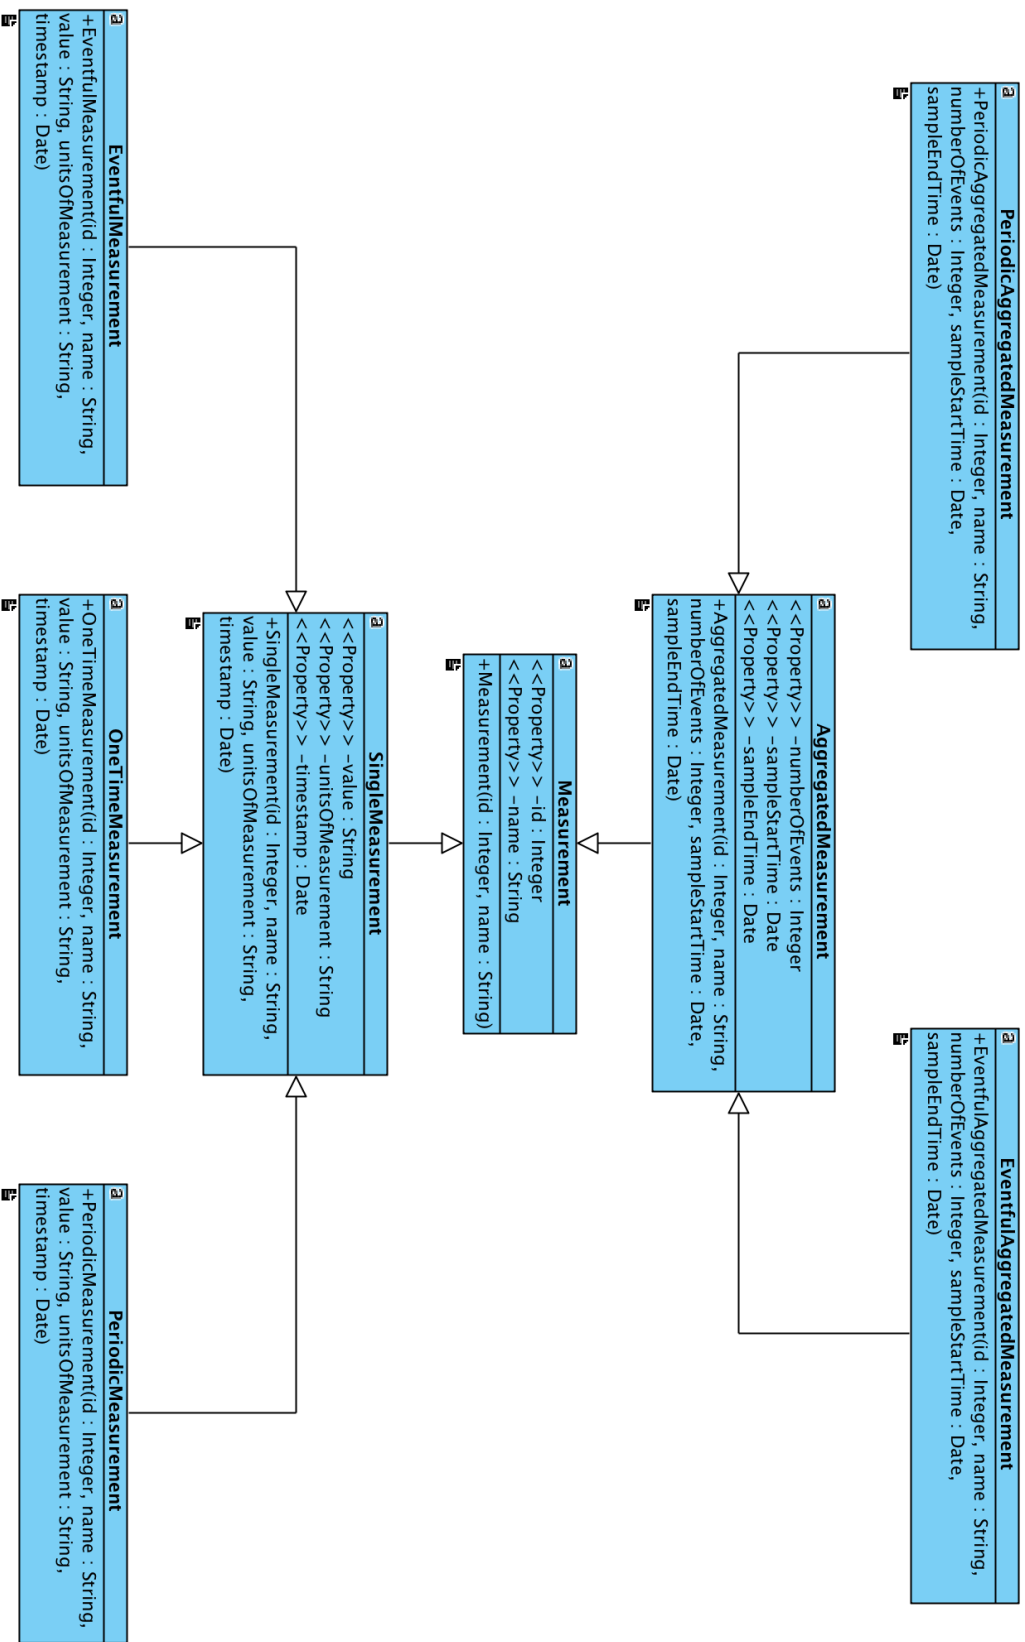 PeriodicAggregatedMeasurement
+PeriodicAggregatedMeasurement(id : Integer, name : String,
numberOfEvents : Integer, sampleStartTime : Date,
sampleEndTime : Date)
EventfulAggregatedMeasurement
+EventfulAggregatedMeasurement(id : Integer, name : String,
numberOfEvents : Integer, sampleStartTime : Date,
sampleEndTime : Date)
AggregatedMeasurement
<<Property>> -numberOfEvents : Integer
<<Property>> -sampleStartTime : Date
<<Property>> -sampleEndTime : Date
+AggregatedMeasurement(id : Integer, name : String,
numberOfEvents : Integer, sampleStartTime : Date,
sampleEndTime : Date)
Measurement
<<Property>> -id : Integer
<<Property>> -name : String
+Measurement(id : Integer, name : String)
SingleMeasurement
<<Property>> -value : String
<<Property>> -unitsOfMeasurement : String
<<Property>> -timestamp : Date
+SingleMeasurement(id : Integer, name : String,
value : String, unitsOfMeasurement : String,
timestamp : Date)
EventfulMeasurement
+EventfulMeasurement(id : Integer, name : String,
value : String, unitsOfMeasurement : String,
timestamp : Date)
OneTimeMeasurement
+OneTimeMeasurement(id : Integer, name : String,
value : String, unitsOfMeasurement : String,
timestamp : Date)
PeriodicMeasurement
+PeriodicMeasurement(id : Integer, name : String,
value : String, unitsOfMeasurement : String,
timestamp : Date)